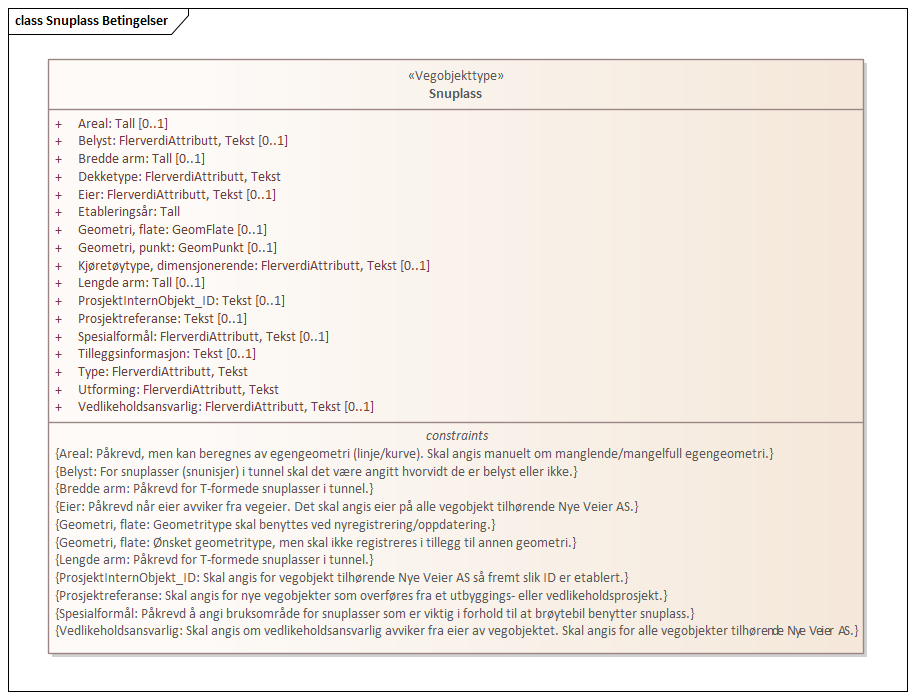 class Snuplass Betingelser
«Vegobjekttype»
Snuplass
+ Areal: Tall [0..1]
+ Belyst: FlerverdiAttributt, Tekst [0..1]
+ Bredde arm: Tall [0..1]
+ Dekketype: FlerverdiAttributt, Tekst
+ Eier: FlerverdiAttributt, Tekst [0..1]
+ Etableringsår: Tall
+ Geometri, flate: GeomFlate [0..1]
+ Geometri, punkt: GeomPunkt [0..1]
+ Kjøretøytype, dimensjonerende: FlerverdiAttributt, Tekst [0..1]
+ Lengde arm: Tall [0..1]
+ ProsjektInternObjekt_ID: Tekst [0..1]
+ Prosjektreferanse: Tekst [0..1]
+ Spesialformål: FlerverdiAttributt, Tekst [0..1]
+ Tilleggsinformasjon: Tekst [0..1]
+ Type: FlerverdiAttributt, Tekst
+ Utforming: FlerverdiAttributt, Tekst
+ Vedlikeholdsansvarlig: FlerverdiAttributt, Tekst [0..1]
constraints
{Areal: Påkrevd, men kan beregnes av egengeometri (linje/kurve). Skal angis manuelt om manglende/mangelfull egengeometri.}
{Belyst: For snuplasser (snunisjer) i tunnel skal det være angitt hvorvidt de er belyst eller ikke.}
{Bredde arm: Påkrevd for T-formede snuplasser i tunnel.}
{Eier: Påkrevd når eier avviker fra vegeier. Det skal angis eier på alle vegobjekt tilhørende Nye Veier AS.}
{Geometri, flate: Geometritype skal benyttes ved nyregistrering/oppdatering.}
{Geometri, flate: Ønsket geometritype, men skal ikke registreres i tillegg til annen geometri.}
{Lengde arm: Påkrevd for T-formede snuplasser i tunnel.}
{ProsjektInternObjekt_ID: Skal angis for vegobjekt tilhørende Nye Veier AS så fremt slik ID er etablert.}
{Prosjektreferanse: Skal angis for nye vegobjekter som overføres fra et utbyggings- eller vedlikeholdsprosjekt.}
{Spesialformål: Påkrevd å angi bruksområde for snuplasser som er viktig i forhold til at brøytebil benytter snuplass.}
{Vedlikeholdsansvarlig: Skal angis om vedlikeholdsansvarlig avviker fra eier av vegobjektet. Skal angis for alle vegobjekter tilhørende Nye Veier AS.}